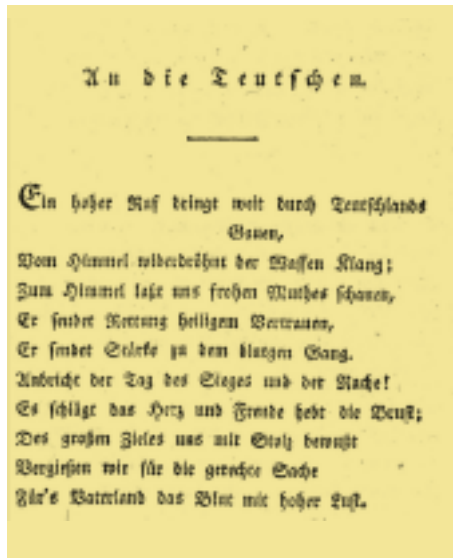 An die Teutschen.
Ein hoher Ruf dringt weit durch Teutschlands
Gauen,
Vom Himmel widerdröhnt der Waffen Klang;
Zum Himmel laßt uns frohen Muthes schauen,
Er sendet Rettung heiligem Vertrauen,
Er sendet Stärke zu dem blutgen Gang.
Anbricht der Tag des Sieges und der Rache!
Es schlägt das Herz und Freude hebt die Brust;
Des großen Zieles uns mit Stolz bewußt
Vergießen wir für die gerechte Sache
Für's Vaterland das Blut mit hoher Lust.